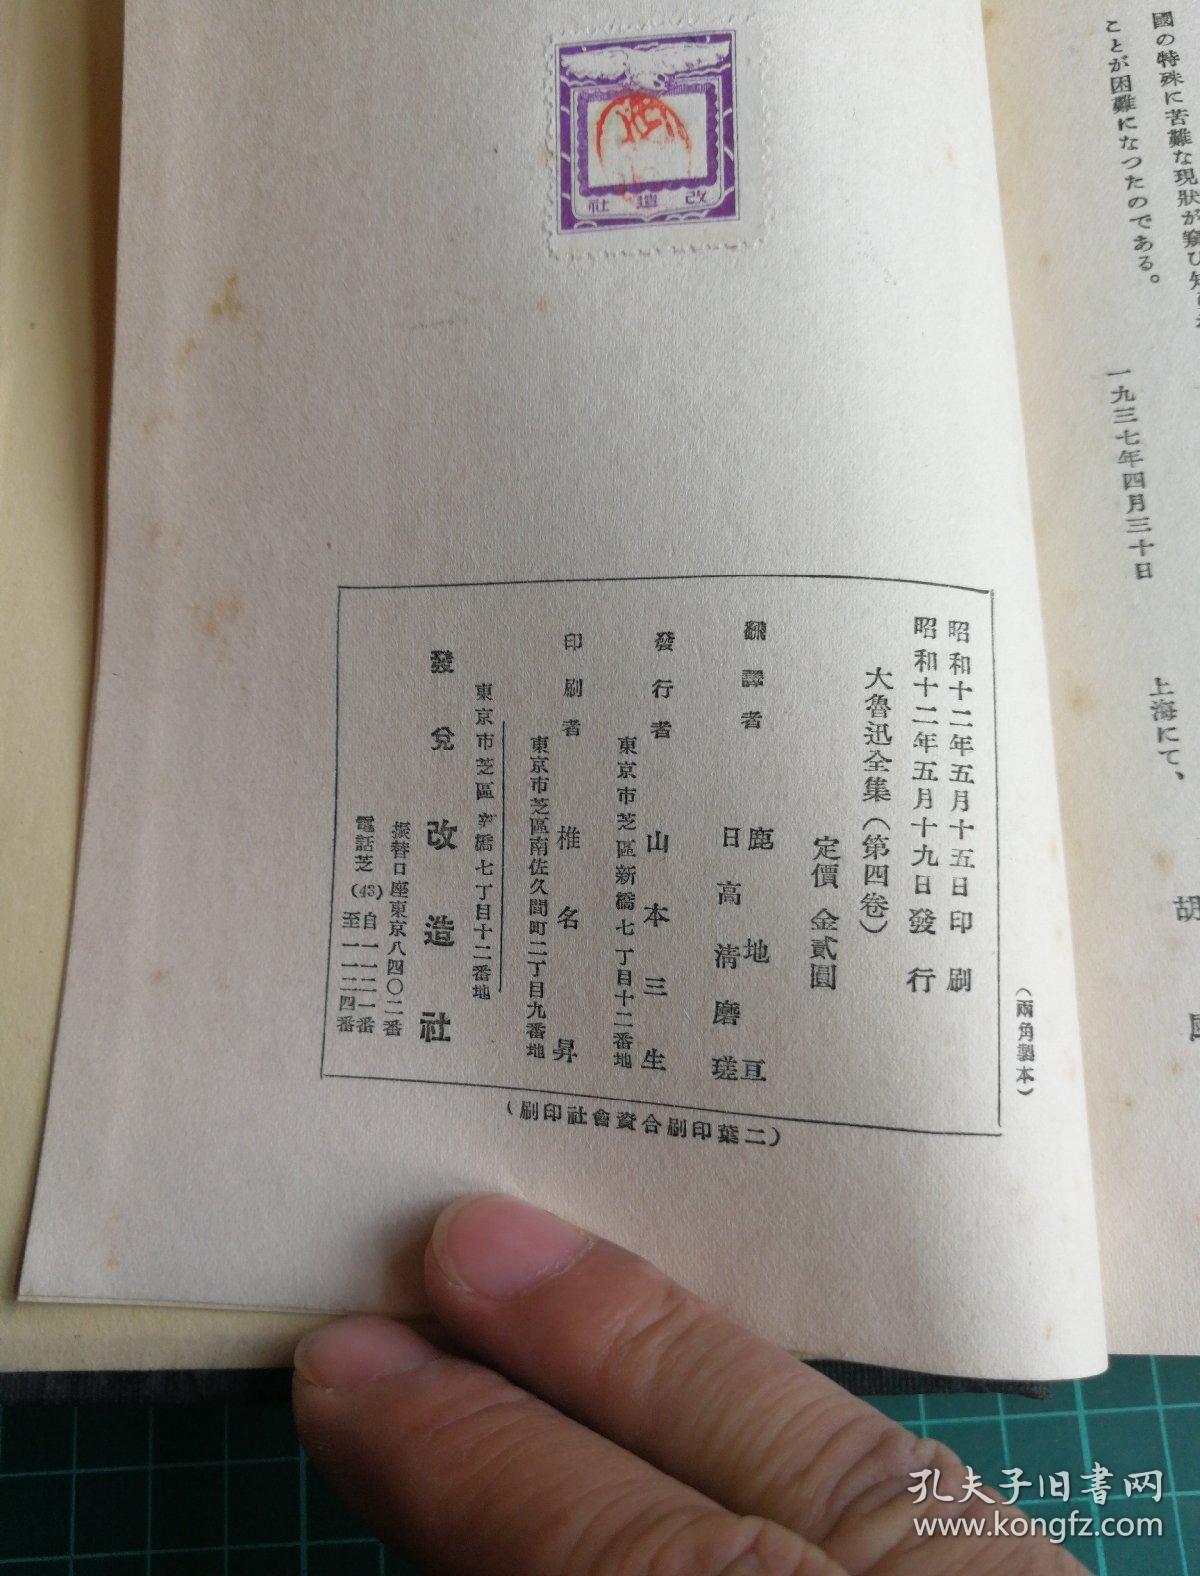 國の特殊に苦難な現狀が窺ひ知
ことが困難になつたのである。
一九三七年四月三十日
上海にて、
胡
改造社
(兩角製本)
昭和十二年五月十五日印刷
昭和十二年五月十九日發行
大魯迅全集(第四卷)
定價金貳圓
飜譯者
鹿地亘
日高清磨瑳
發行者 山本三生
東京市芝區新橋七丁目十二番地
印刷者 椎名昇
東京市芝區南佐久間町二丁目九番地
東京市芝區新橋七丁目十二番地
發兌 改造社
振替口座東京八四〇二番
電話芝(43)自一一二一番
至一一二四番
(二葉印刷合資會社印刷)
孔夫子旧书网
www.kongfz.com